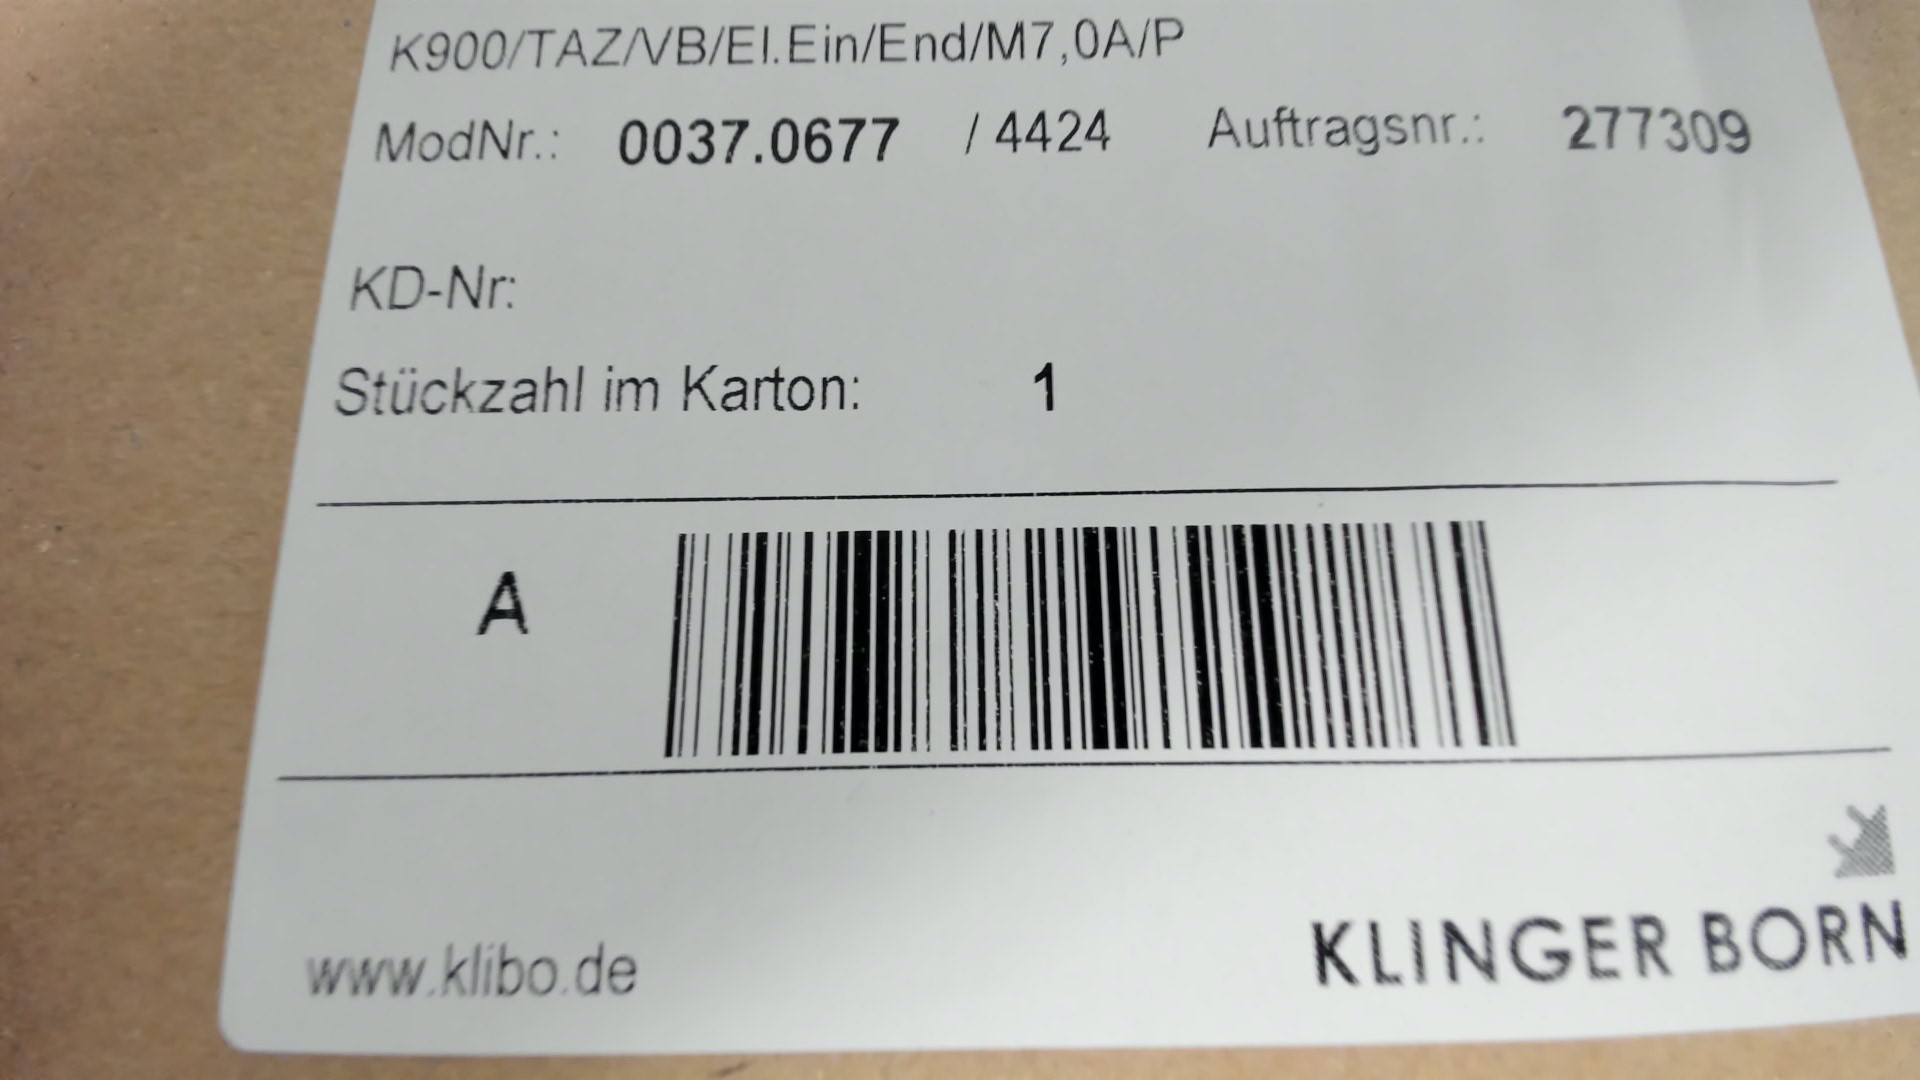 K900/TAZ/VB/El.Ein/End/M7,0A/P
ModNr.: 0037.0677 / 4424 Auftragsnr.: 277309
KD-Nr:
Stückzahl im Karton: 1
A
www.klibo.de
KLINGER BORN